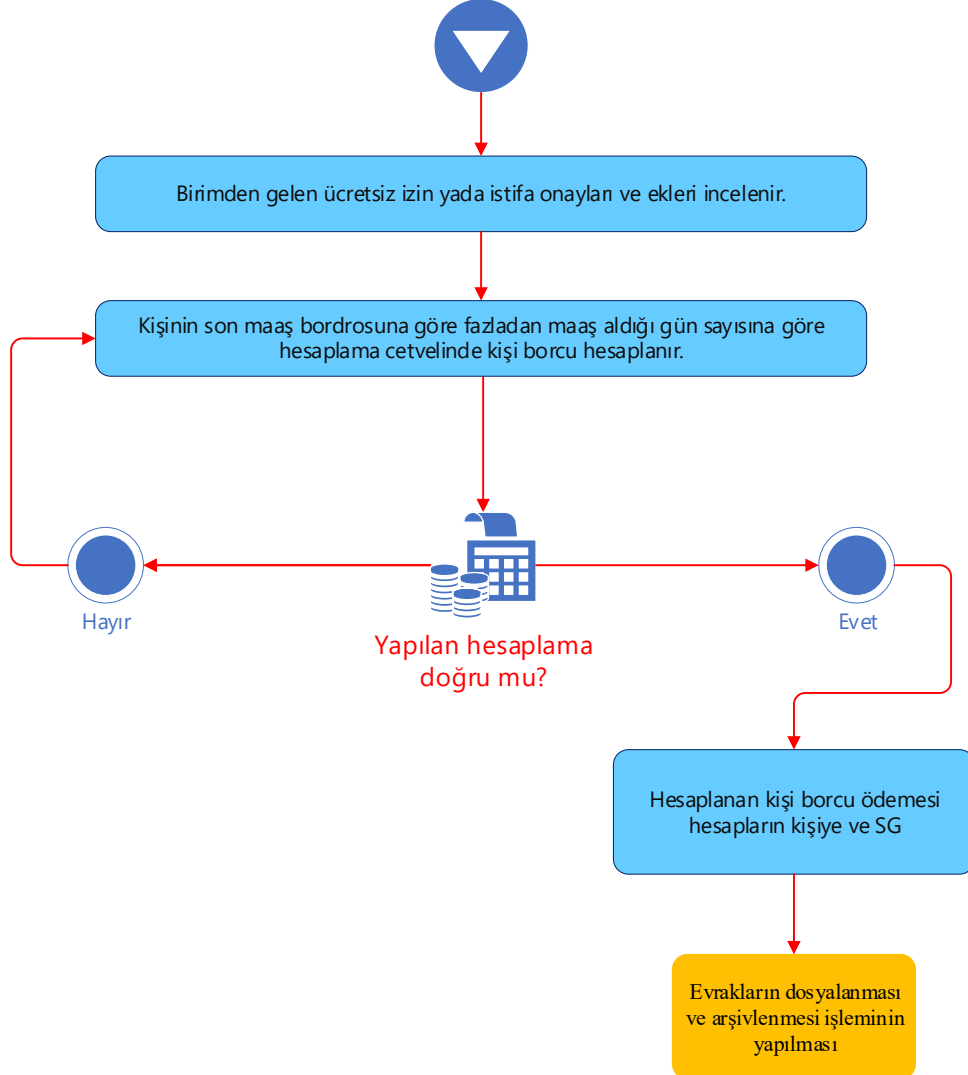 Birimden gelen ücretsiz izin yada istifa onayları ve ekleri incelenir.
Kişinin son maaş bordrosuna göre fazladan maaş aldığı gün sayısına göre
hesaplama cetvelinde kişi borcu hesaplanır.
Hayır
Evet
Yapılan hesaplama
doğru mu?
Hesaplanan kişi borcu ödemesi
hesapların kişiye ve SG
Evrakların dosyalanması
ve arşivlenmesi işleminin
yapılması